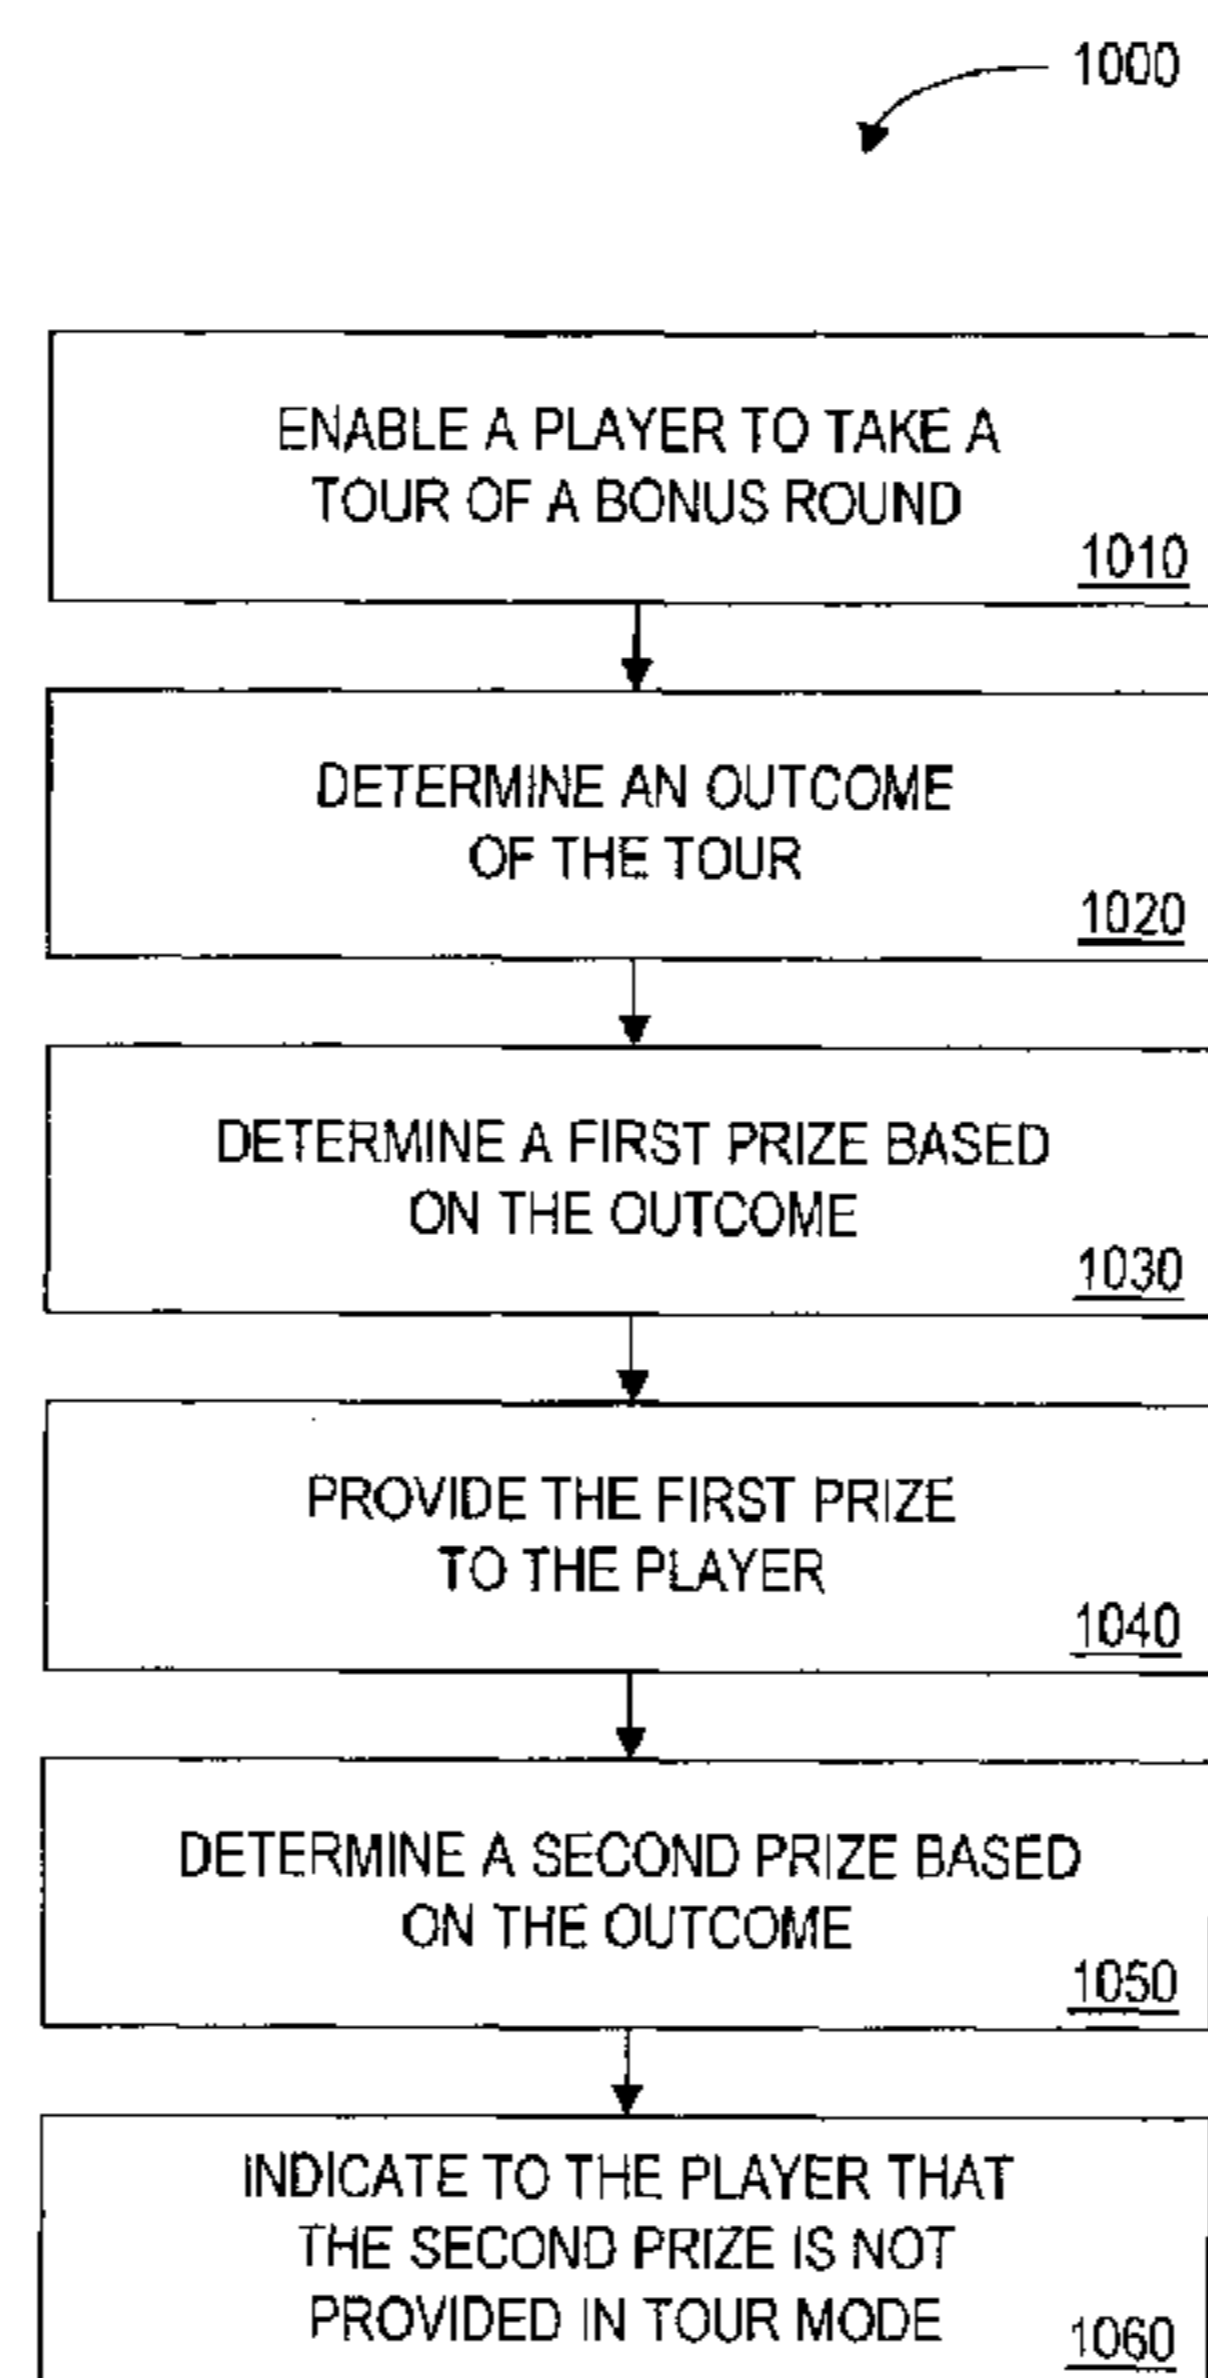 1000
ENABLE A PLAYER TO TAKE A
TOUR OF A BONUS ROUND
1010
DETERMINE AN OUTCOME
OF THE TOUR
1020
DETERMINE A FIRST PRIZE BASED
ON THE OUTCOME
1030
PROVIDE THE FIRST PRIZE
TO THE PLAYER
1040
DETERMINE A SECOND PRIZE BASED
ON THE OUTCOME
1050
INDICATE TO THE PLAYER THAT
THE SECOND PRIZE IS NOT
PROVIDED IN TOUR MODE
1060